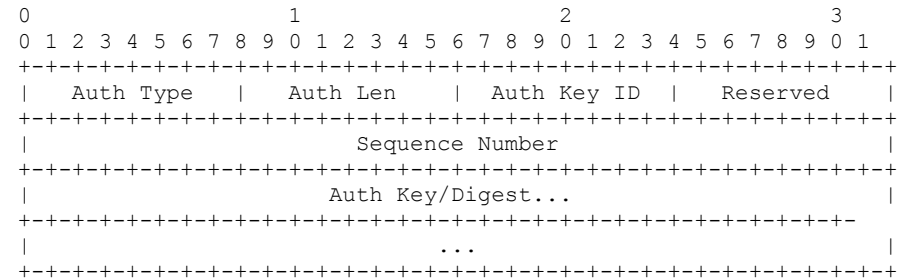 0                   1                   2                   3
0 1 2 3 4 5 6 7 8 9 0 1 2 3 4 5 6 7 8 9 0 1 2 3 4 5 6 7 8 9 0 1
+-+-+-+-+-+-+-+-+-+-+-+-+-+-+-+-+-+-+-+-+-+-+-+-+-+-+-+-+-+-+-+-+
|   Auth Type   |   Auth Len    |  Auth Key ID  |   Reserved    |
+-+-+-+-+-+-+-+-+-+-+-+-+-+-+-+-+-+-+-+-+-+-+-+-+-+-+-+-+-+-+-+-+
|                        Sequence Number                        |
+-+-+-+-+-+-+-+-+-+-+-+-+-+-+-+-+-+-+-+-+-+-+-+-+-+-+-+-+-+-+-+-+
|                      Auth Key/Digest...                       |
+-+-+-+-+-+-+-+-+-+-+-+-+-+-+-+-+-+-+-+-+-+-+-+-+-+-+-+-+-+-+-
|                              ...                              |
+-+-+-+-+-+-+-+-+-+-+-+-+-+-+-+-+-+-+-+-+-+-+-+-+-+-+-+-+-+-+-+-+